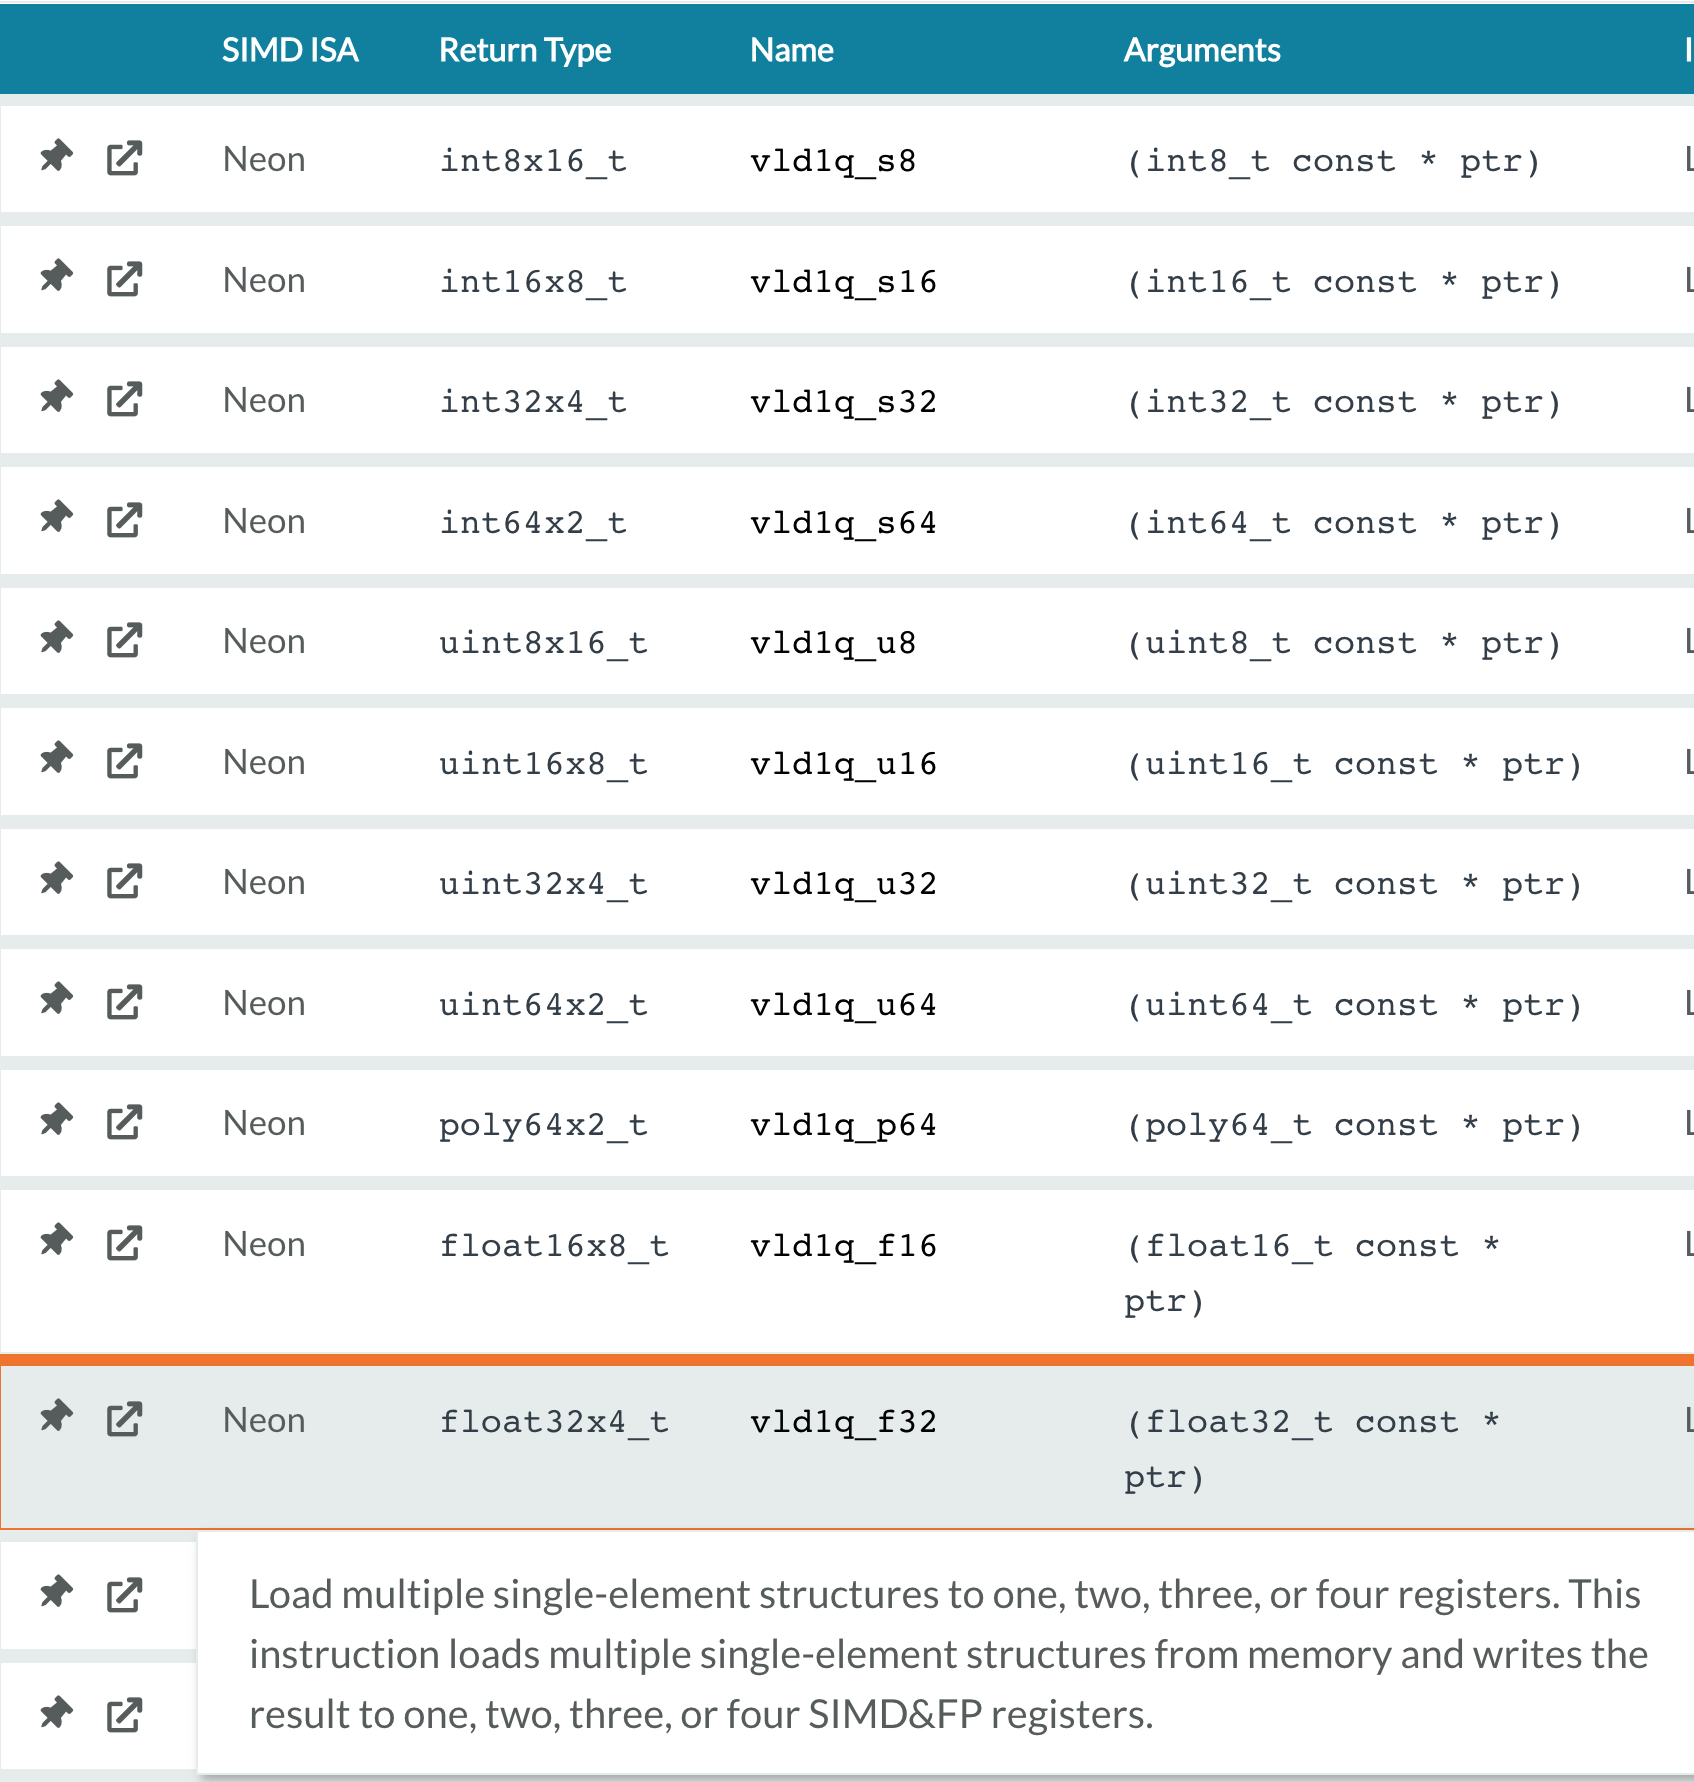 SIMD ISA Return Type Name Arguments
Neon int8x16_t vld1q_s8 (int8_t const * ptr)
Neon int16x8_t vld1q_s16 (int16_t const * ptr)
Neon int32x4_t vld1q_s32 (int32_t const * ptr)
Neon int64x2_t vld1q_s64 (int64_t const * ptr)
Neon uint8x16_t vld1q_u8 (uint8_t const * ptr)
Neon uint16x8_t vld1q_u16 (uint16_t const * ptr)
Neon uint32x4_t vld1q_u32 (uint32_t const * ptr)
Neon uint64x2_t vld1q_u64 (uint64_t const * ptr)
Neon poly64x2_t vld1q_p64 (poly64_t const * ptr)
Neon float16x8_t vld1q_f16 (float16_t const *
ptr)
Neon float32x4_t vld1q_f32 (float32_t const *
ptr)
Load multiple single-element structures to one, two, three, or four registers. This
instruction loads multiple single-element structures from memory and writes the
result to one, two, three, or four SIMD&FP registers.